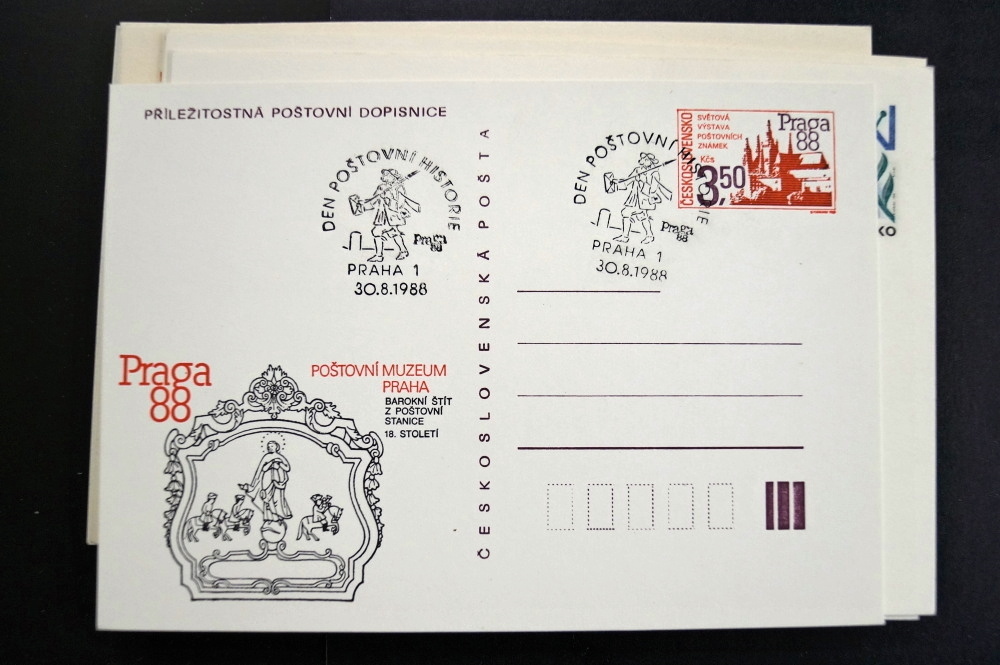 PŘÍLEŽITOSTNÁ POŠTOVNÍ DOPISNICE
DEN POŠTOVNÍ HISTORIE
Praga
88
PRAHA 1
30.8.1988
Praga
88
POŠTOVNÍ MUZEUM
PRAHA
BAROKNÍ ŠTÍT
Z POŠTOVNÍ
STANICE
18. STOLETÍ
ČESKOSLOVENSKÁ POŠTA
DEN POŠTOVNÍ HISTORIE
Praga
88
PRAHA 1
30.8.1988
ČESKOSLOVENSKO
SVĚTOVÁ
VÝSTAVA
POŠTOVNÍCH
ZNÁMEK
Kčs
3,50
Praga
88
KO